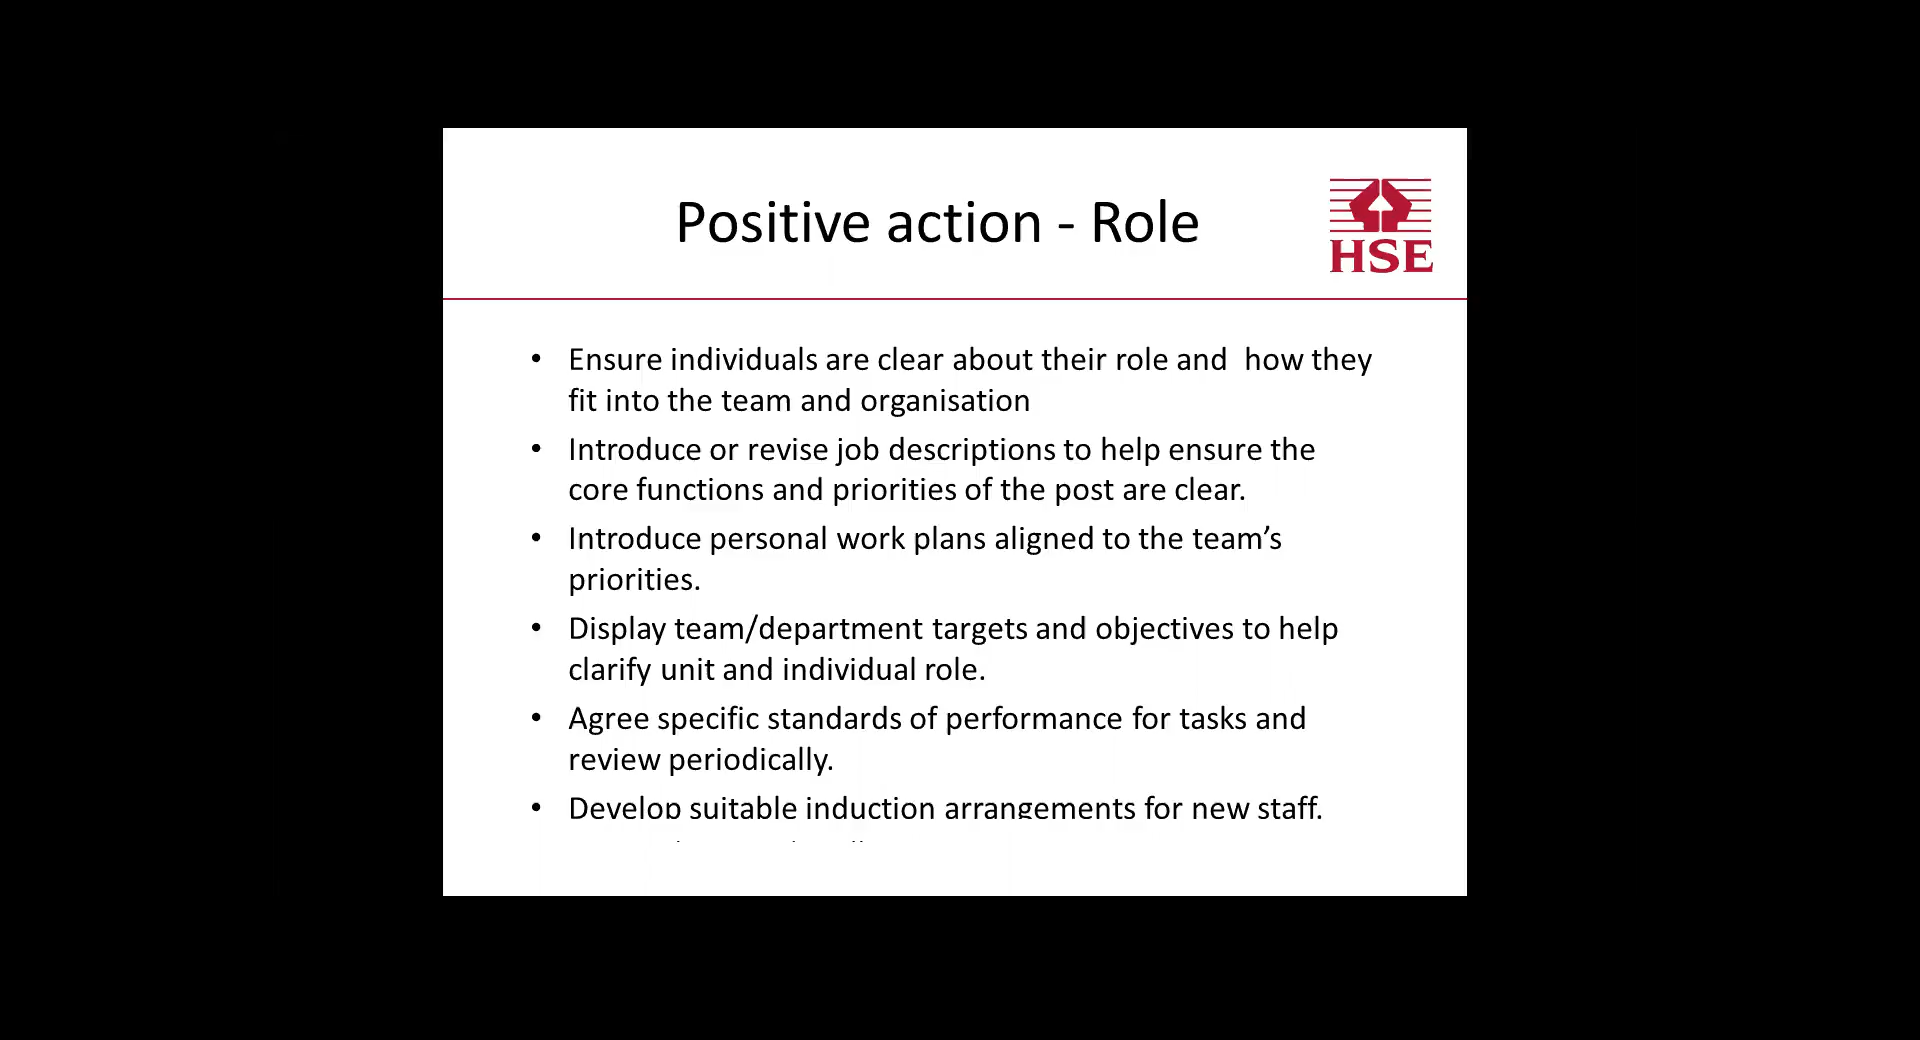 Positive action - Role
HSE
• Ensure individuals are clear about their role and  how they
fit into the team and organisation
• Introduce or revise job descriptions to help ensure the
core functions and priorities of the post are clear.
• Introduce personal work plans aligned to the team’s
priorities.
• Display team/department targets and objectives to help
clarify unit and individual role.
• Agree specific standards of performance for tasks and
review periodically.
• Develop suitable induction arrangements for new staff.